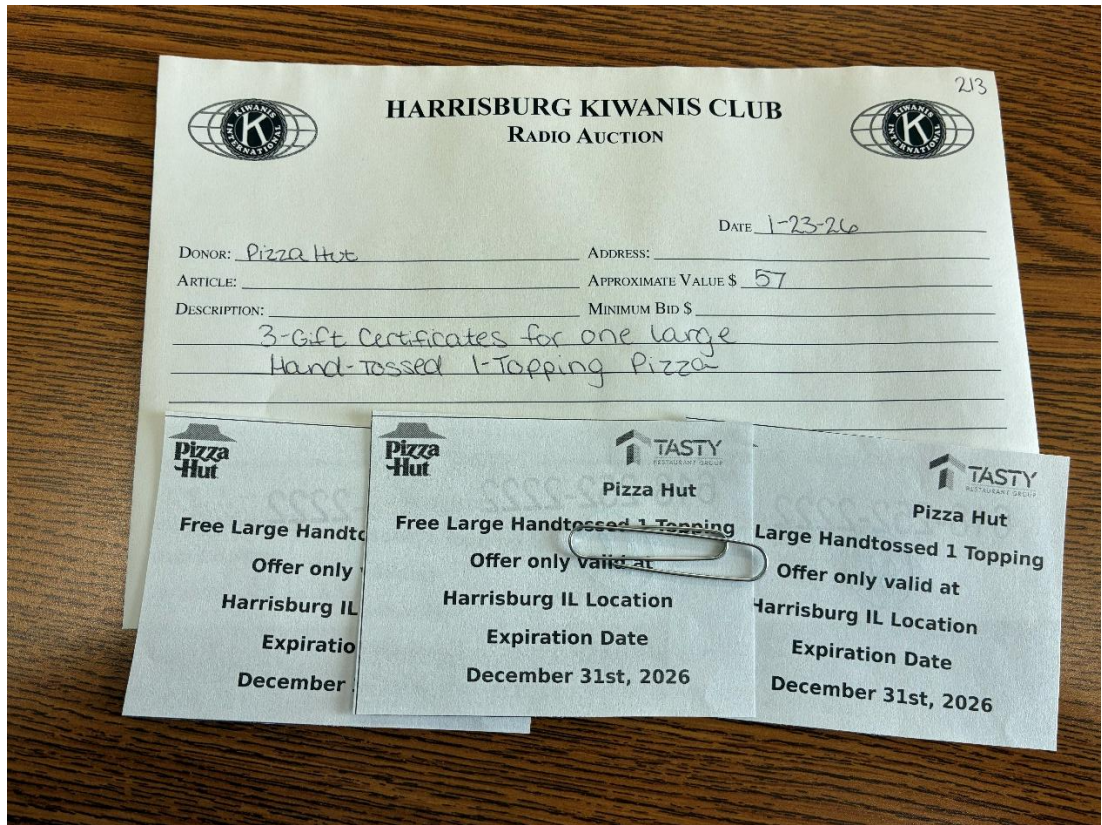 213
HARRISBURG KIWANIS CLUB
RADIO AUCTION
KIWANIS
K
INTERNATIONAL
KIWANIS
K
INTERNATIONAL
DATE 1-23-26
DONOR: Pizza Hut ADDRESS:
ARTICLE: APPROXIMATE VALUE $ 57
DESCRIPTION: MINIMUM BID $
3-Gift Certificates for one large
Hand-Tossed 1-Topping Pizza
Pizza
Hut
Free Large Handto
Offer only
Harrisburg IL
Expiratio
December
Pizza
Hut
TASTY
RESTAURANT GROUP
Pizza Hut
Free Large Handtossed 1 Topping
Offer only valid at
Harrisburg IL Location
Expiration Date
December 31st, 2026
TASTY
RESTAURANT GROUP
Pizza Hut
Large Handtossed 1 Topping
Offer only valid at
Harrisburg IL Location
Expiration Date
December 31st, 2026